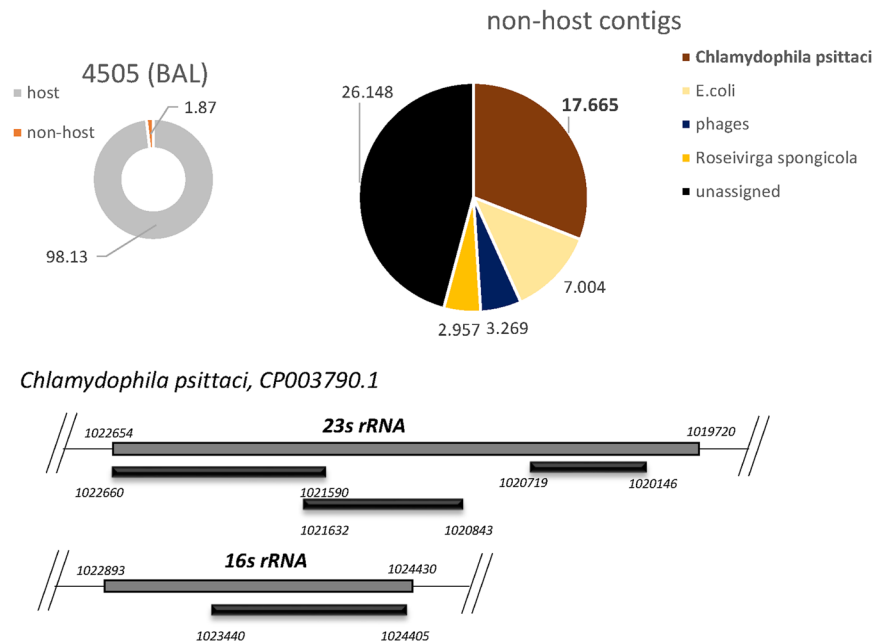 non-host contigs
4505 (BAL)
host
non-host
1.87
98.13
26.148
17.665
7.004
3.269
2.957
Chlamydophila psittaci
E.coli
phages
Roseivirga spongicola
unassigned
Chlamydophila psittaci, CP003790.1
23s rRNA
1022654
1019720
1022660
1021590
1020719
1020146
1021632
1020843
16s rRNA
1022893
1024430
1023440
1024405